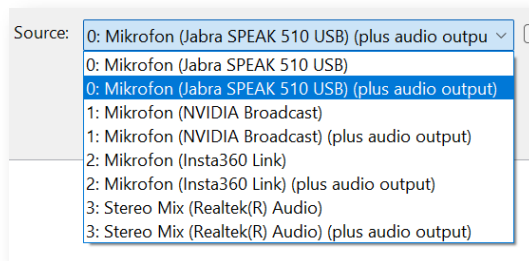 Source: 0: Mikrofon (Jabra SPEAK 510 USB) (plus audio outpu
0: Mikrofon (Jabra SPEAK 510 USB)
0: Mikrofon (Jabra SPEAK 510 USB) (plus audio output)
1: Mikrofon (NVIDIA Broadcast)
1: Mikrofon (NVIDIA Broadcast) (plus audio output)
2: Mikrofon (Insta360 Link)
2: Mikrofon (Insta360 Link) (plus audio output)
3: Stereo Mix (Realtek(R) Audio)
3: Stereo Mix (Realtek(R) Audio) (plus audio output)